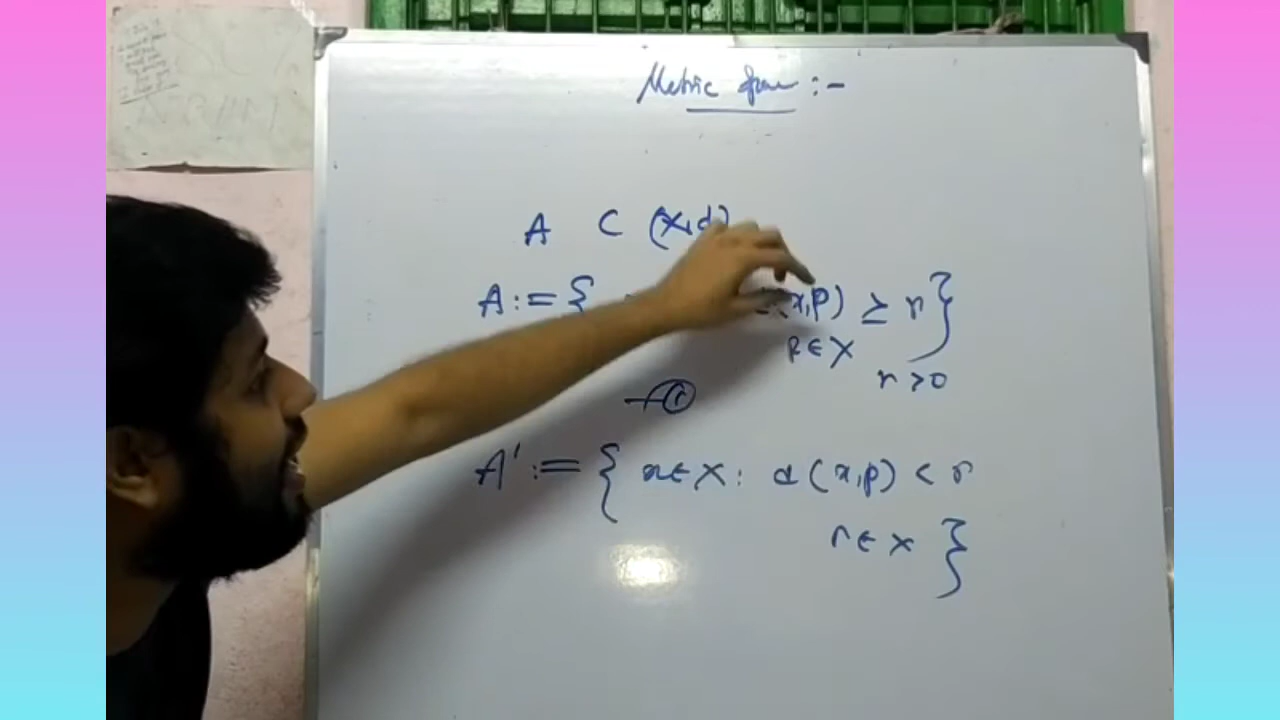 Metric space :-
A ⊂ (X,d)
A := { (x,p) ≥ r }
p ∈ X
r > 0
A' := { x ∈ X : d(x,p) < r
r ∈ X }